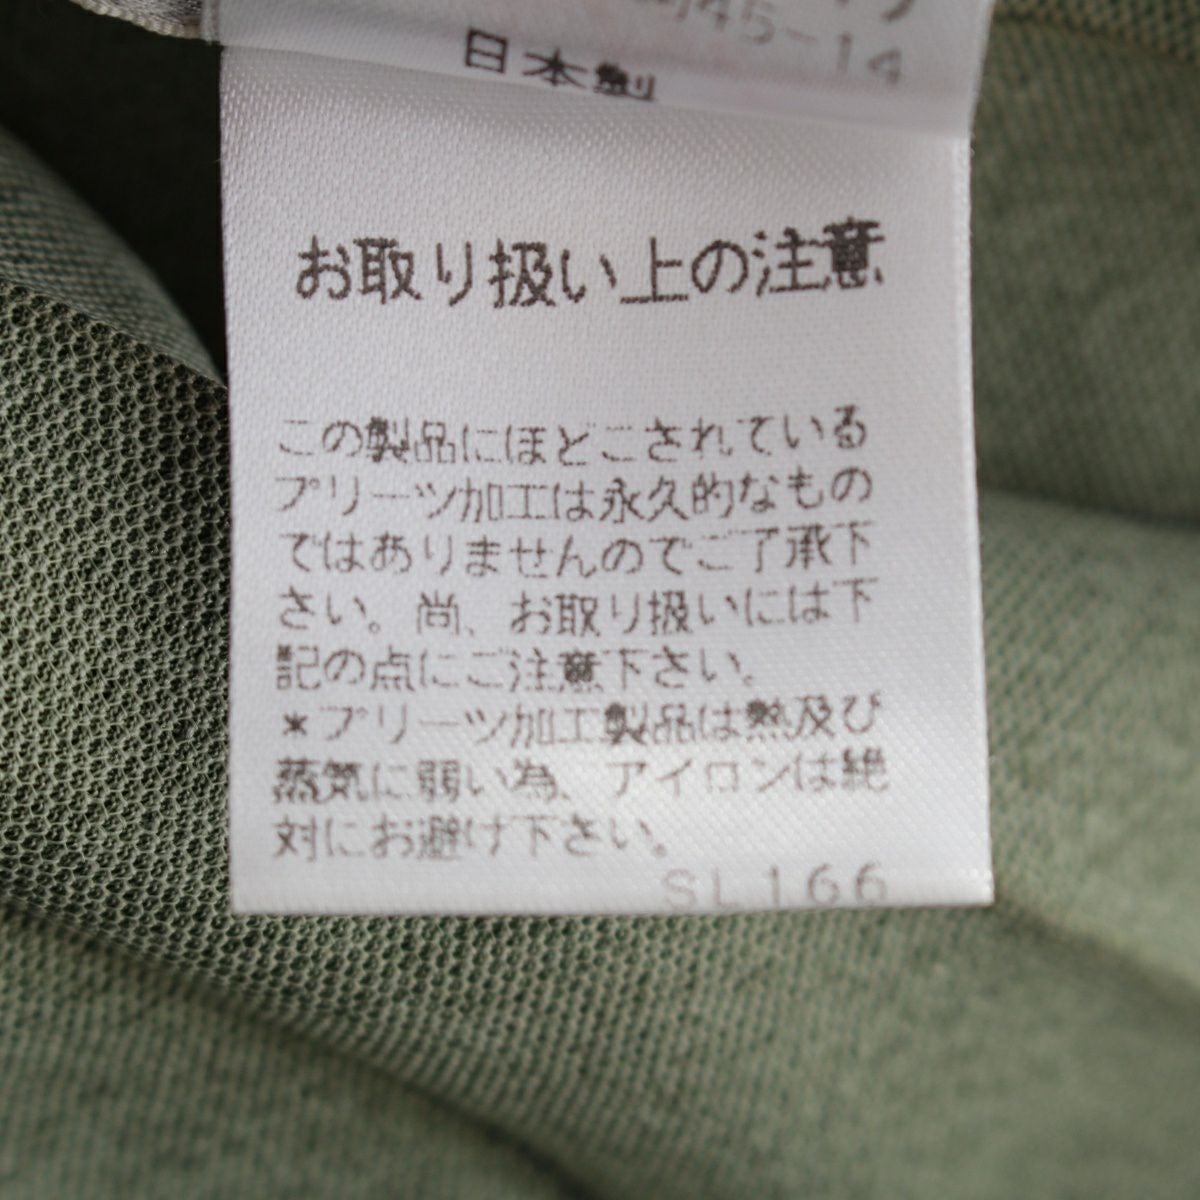 45-14
日本製
お取り扱い上の注意
この製品にほどこされている
プリーツ加工は永久的なもの
ではありませんのでご了承下
さい。尚、お取り扱いには下
記の点にご注意下さい。
*プリーツ加工製品は熱及び
蒸気に弱い為、アイロンは絶
対にお避け下さい。
SL166